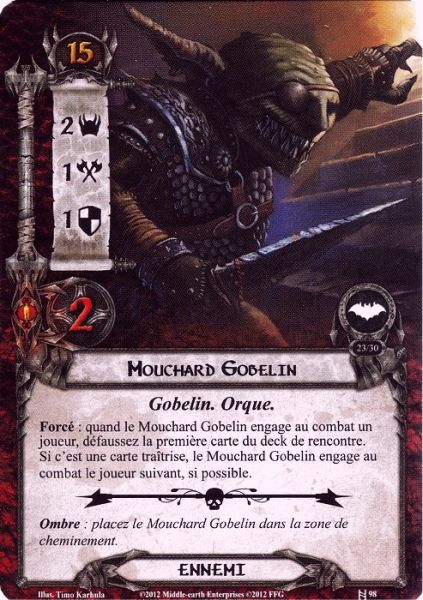 15
2
1
1
2
23/30
Mouchard Gobelin
Gobelin. Orque.
Forcé : quand le Mouchard Gobelin engage au combat un
joueur, défaussez la première carte du deck de rencontre.
Si c'est une carte traîtrise, le Mouchard Gobelin engage au
combat le joueur suivant, si possible.
Ombre : placez le Mouchard Gobelin dans la zone de
cheminement.
ENNEMI
Illus. Timo Karhula
©2012 Middle-earth Enterprises ©2012 FFG
98